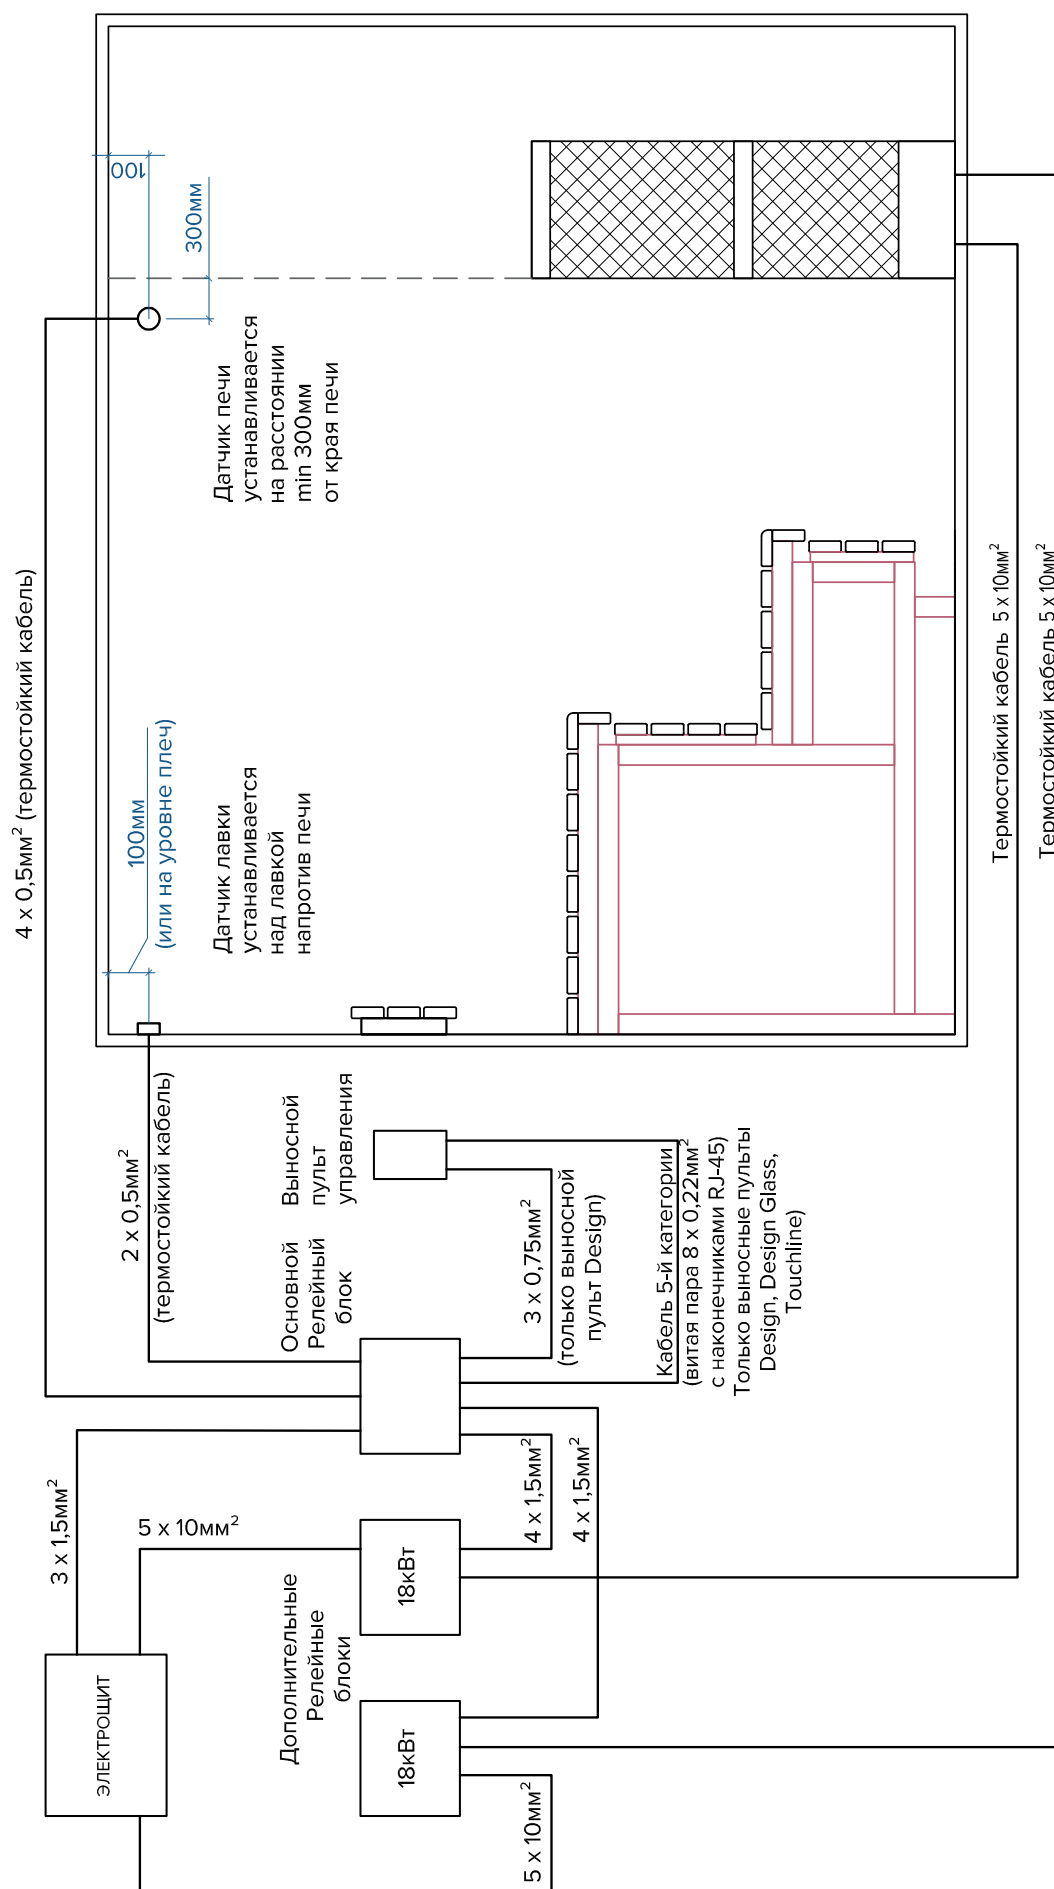 4 x 0,5мм² (термостойкий кабель)
100
300мм
Датчик печи
устанавливается
на расстоянии
min 300мм
от края печи
100мм
(или на уровне плеч)
Датчик лавки
устанавливается
над лавкой
напротив печи
Термостойкий кабель 5 x 10мм²
Термостойкий кабель 5 x 10мм²
2 x 0,5мм²
(термостойкий кабель)
Выносной
пульт
управления
Основной
Релейный
блок
3 x 0,75мм²
(только выносной
пульт Design)
Кабель 5-й категории
(витая пара 8 x 0,22мм²
с наконечниками RJ-45)
Только выносные пульты
Design, Design Glass,
Touchline)
3 x 1,5мм²
5 x 10мм²
4 x 1,5мм²
4 x 1,5мм²
18кВт
Дополнительные
Релейные
блоки
18кВт
ЭЛЕКТРОЩИТ
5 x 10мм²